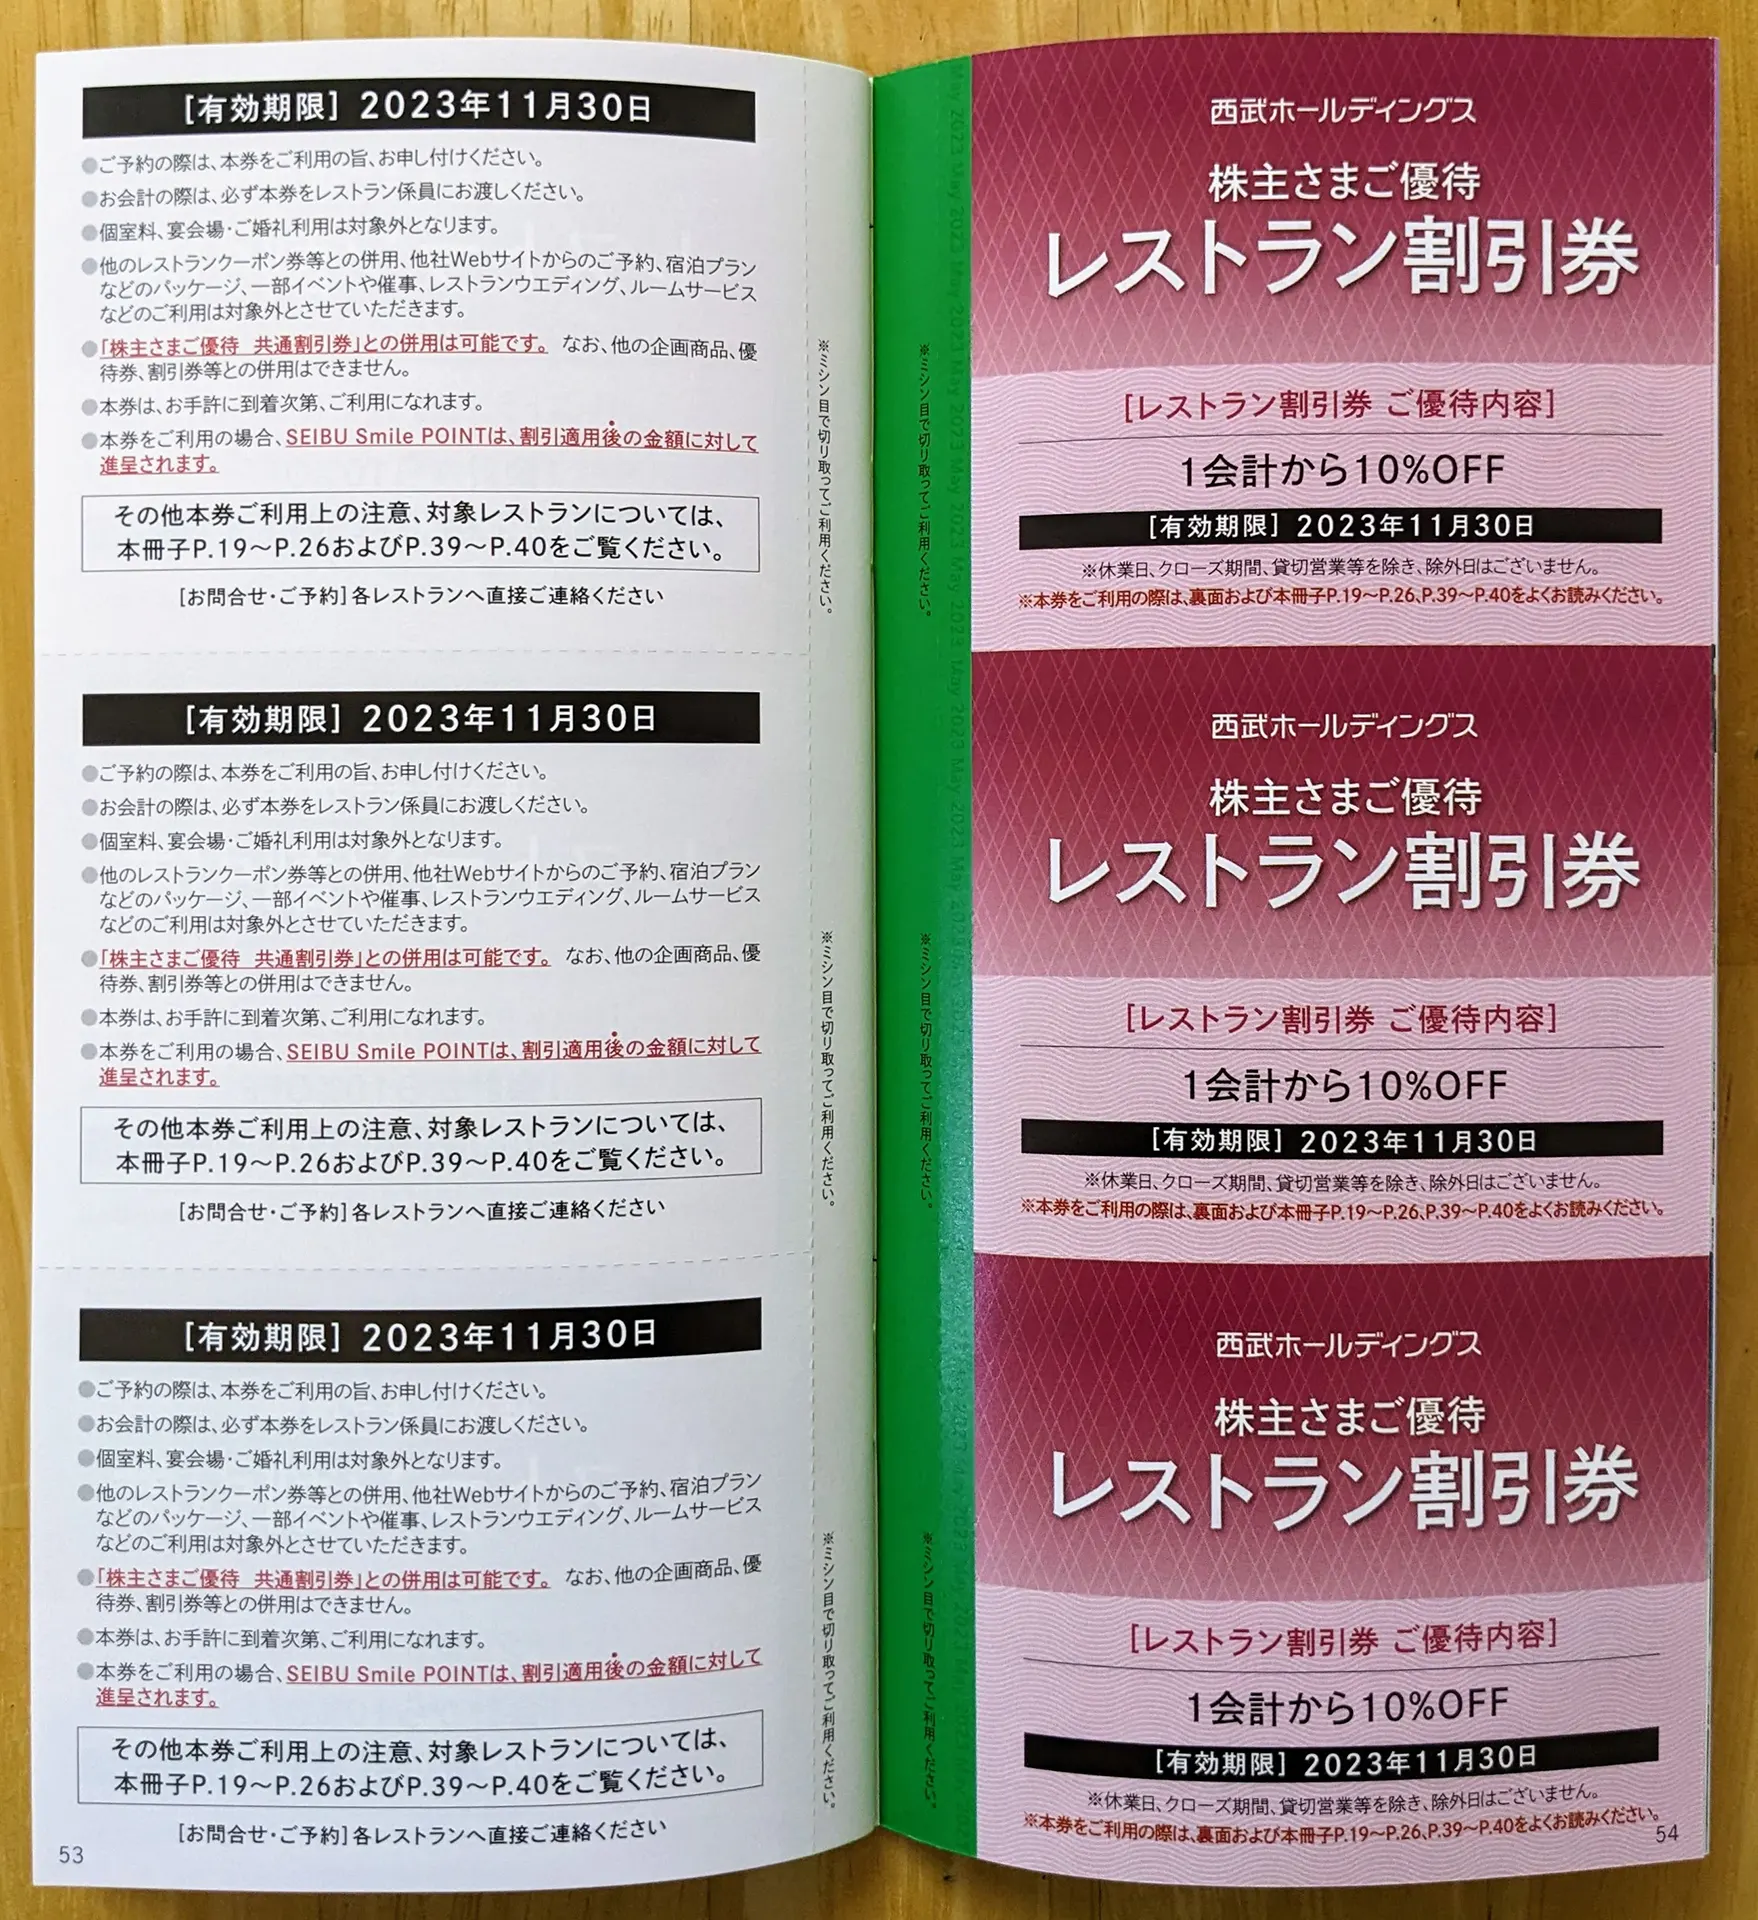 [有効期限] 2023年11月30日
●ご予約の際は、本券をご利用の旨、お申し付けください。
●お会計の際は、必ず本券をレストラン係員にお渡しください。
●個室料、宴会場・ご婚礼利用は対象外となります。
●他のレストランクーポン券等との併用、他社Webサイトからのご予約、宿泊プラン
などのパッケージ、一部イベントや催事、レストランウエディング、ルームサービス
などのご利用は対象外とさせていただきます。
●「株主さまご優待 共通割引券」との併用は可能です。 なお、他の企画商品、優
待券、割引券等との併用はできません。
●本券は、お手許に到着次第、ご利用になれます。
●本券をご利用の場合、SEIBU Smile POINTは、割引適用後の金額に対して
進呈されます。
その他本券ご利用上の注意、対象レストランについては、
本冊子P.19～P.26およびP.39～P.40をご覧ください。
[お問合せ・ご予約]各レストランへ直接ご連絡ください
※ミシン目で切り取ってご利用ください。
[有効期限] 2023年11月30日
●ご予約の際は、本券をご利用の旨、お申し付けください。
●お会計の際は、必ず本券をレストラン係員にお渡しください。
●個室料、宴会場・ご婚礼利用は対象外となります。
●他のレストランクーポン券等との併用、他社Webサイトからのご予約、宿泊プラン
などのパッケージ、一部イベントや催事、レストランウエディング、ルームサービス
などのご利用は対象外とさせていただきます。
●「株主さまご優待 共通割引券」との併用は可能です。 なお、他の企画商品、優
待券、割引券等との併用はできません。
●本券は、お手許に到着次第、ご利用になれます。
●本券をご利用の場合、SEIBU Smile POINTは、割引適用後の金額に対して
進呈されます。
その他本券ご利用上の注意、対象レストランについては、
本冊子P.19～P.26およびP.39～P.40をご覧ください。
[お問合せ・ご予約]各レストランへ直接ご連絡ください
※ミシン目で切り取ってご利用ください。
[有効期限] 2023年11月30日
●ご予約の際は、本券をご利用の旨、お申し付けください。
●お会計の際は、必ず本券をレストラン係員にお渡しください。
●個室料、宴会場・ご婚礼利用は対象外となります。
●他のレストランクーポン券等との併用、他社Webサイトからのご予約、宿泊プラン
などのパッケージ、一部イベントや催事、レストランウエディング、ルームサービス
などのご利用は対象外とさせていただきます。
●「株主さまご優待 共通割引券」との併用は可能です。 なお、他の企画商品、優
待券、割引券等との併用はできません。
●本券は、お手許に到着次第、ご利用になれます。
●本券をご利用の場合、SEIBU Smile POINTは、割引適用後の金額に対して
進呈されます。
その他本券ご利用上の注意、対象レストランについては、
本冊子P.19～P.26およびP.39～P.40をご覧ください。
[お問合せ・ご予約]各レストランへ直接ご連絡ください
※ミシン目で切り取ってご利用ください。
53
※ミシン目で切り取ってご利用ください。
※ミシン目で切り取ってご利用ください。
※ミシン目で切り取ってご利用ください。
May 2023 May 2023 May 2023 May 2023 May 2023 May 2023 May 2023 May 2023
西武ホールディングス
株主さまご優待
レストラン割引券
[レストラン割引券 ご優待内容]
1会計から10%OFF
[有効期限] 2023年11月30日
※休業日、クローズ期間、貸切営業等を除き、除外日はございません。
※本券をご利用の際は、裏面および本冊子P.19～P.26、P.39～P.40をよくお読みください。
西武ホールディングス
株主さまご優待
レストラン割引券
[レストラン割引券 ご優待内容]
1会計から10%OFF
[有効期限] 2023年11月30日
※休業日、クローズ期間、貸切営業等を除き、除外日はございません。
※本券をご利用の際は、裏面および本冊子P.19～P.26、P.39～P.40をよくお読みください。
西武ホールディングス
株主さまご優待
レストラン割引券
[レストラン割引券 ご優待内容]
1会計から10%OFF
[有効期限] 2023年11月30日
※休業日、クローズ期間、貸切営業等を除き、除外日はございません。
※本券をご利用の際は、裏面および本冊子P.19～P.26、P.39～P.40をよくお読みください。
54